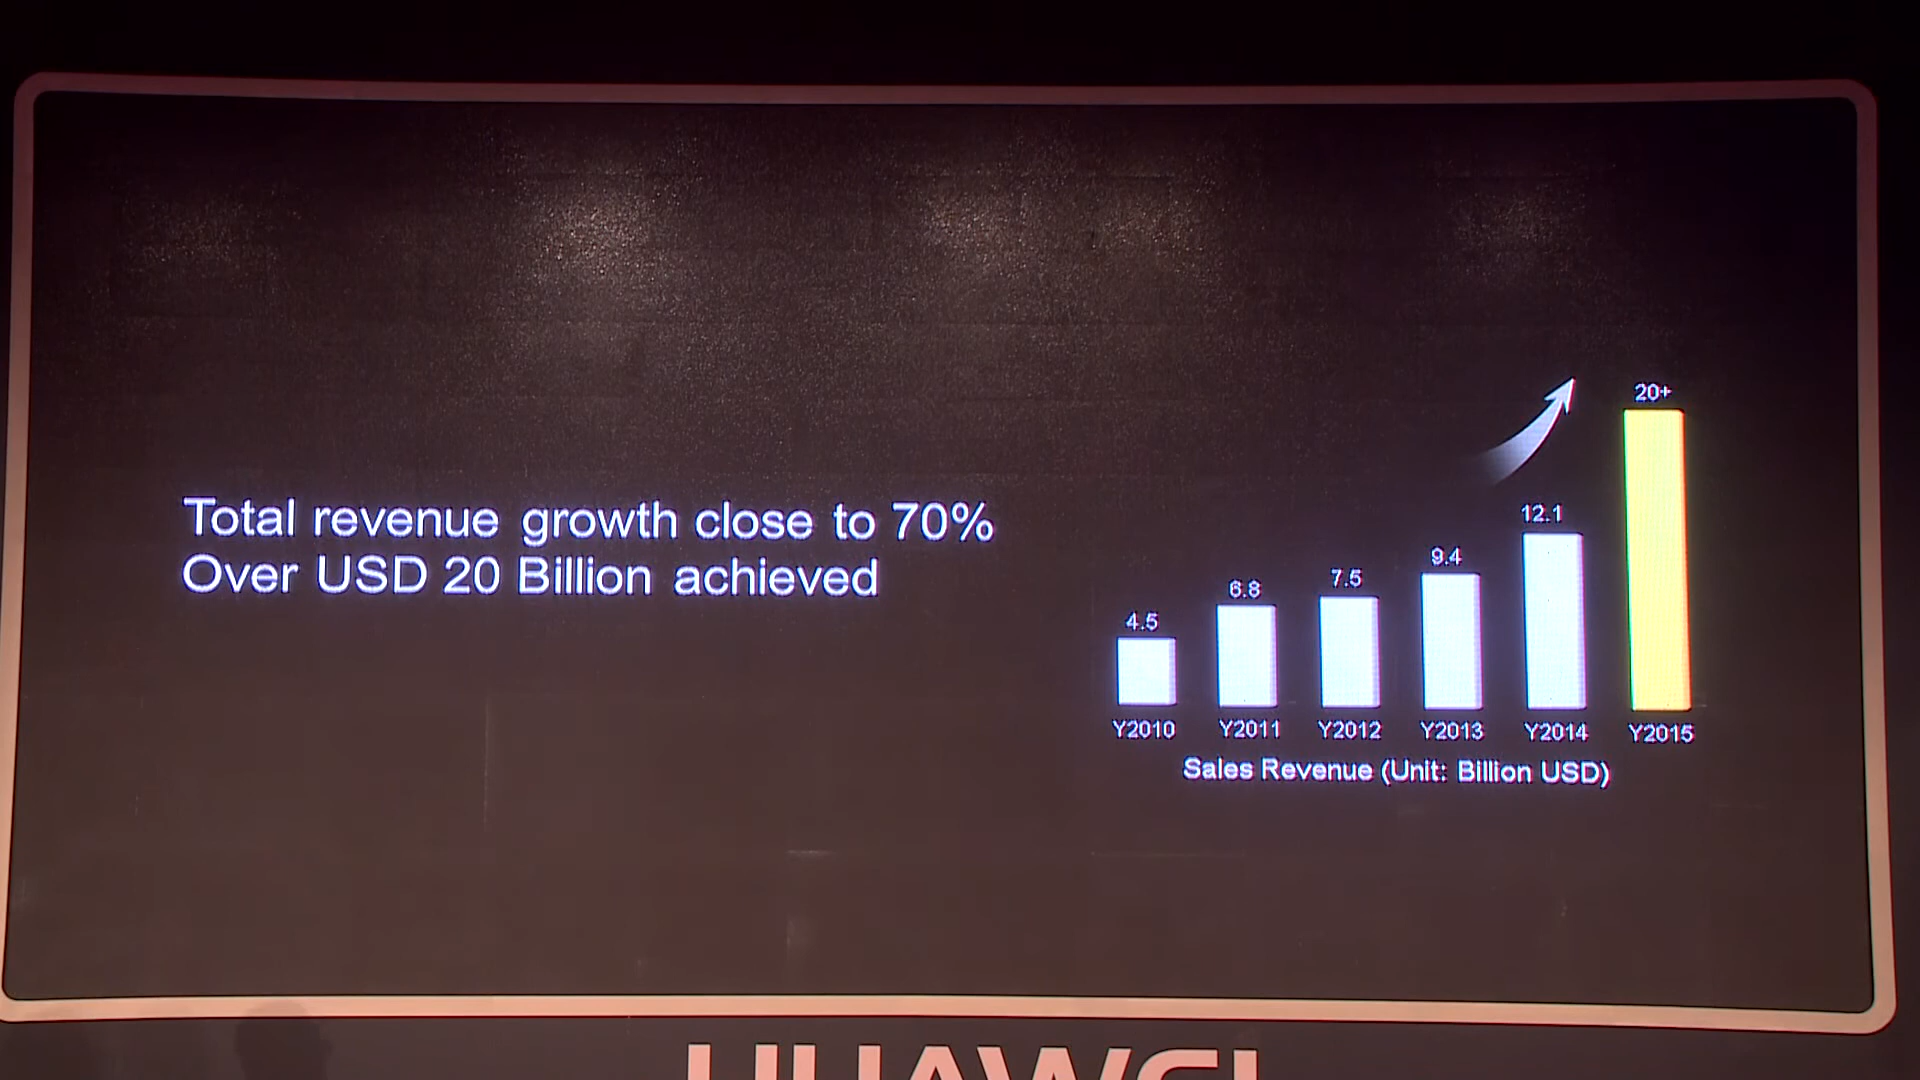 Total revenue growth close to 70%
Over USD 20 Billion achieved
4.5
6.8
7.5
9.4
12.1
20+
Y2010
Y2011
Y2012
Y2013
Y2014
Y2015
Sales Revenue (Unit: Billion USD)
HUAWEI